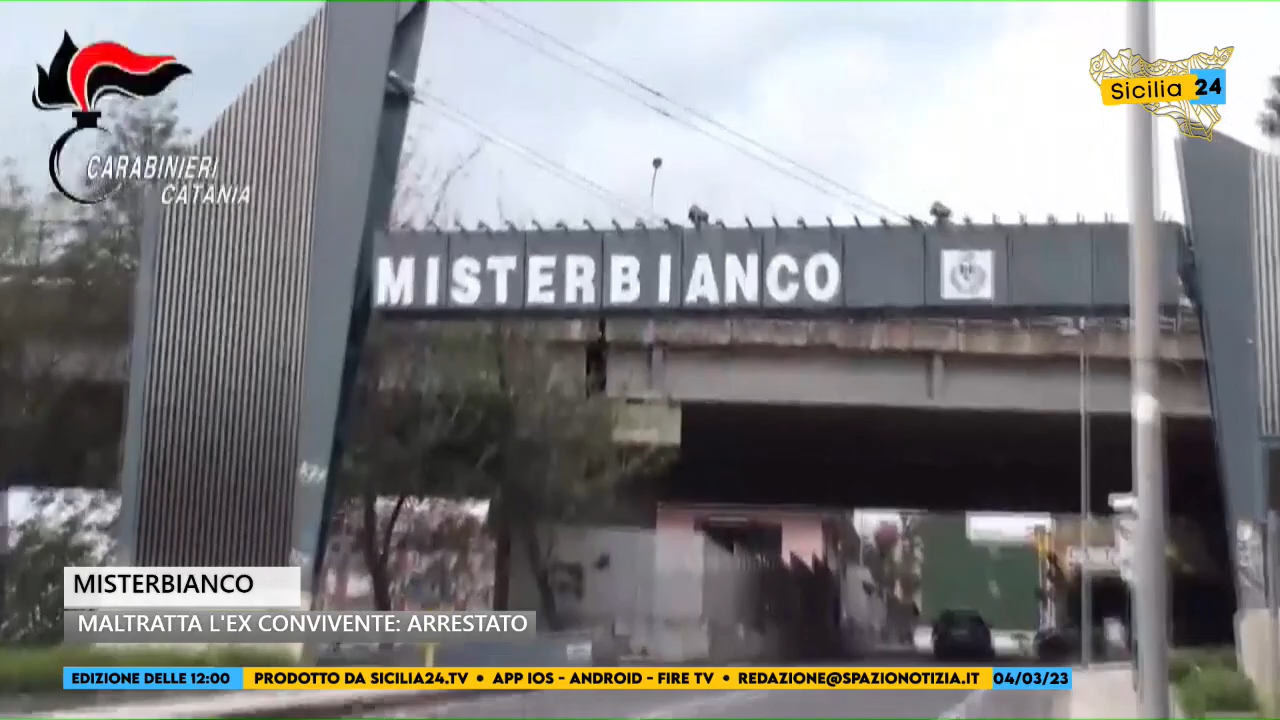 CARABINIERI
CATANIA
Sicilia 24
MISTERBIANCO
MISTERBIANCO
MALTRATTA L'EX CONVIVENTE: ARRESTATO
EDIZIONE DELLE 12:00 PRODOTTO DA SICILIA24.TV • APP IOS - ANDROID - FIRE TV • REDAZIONE@SPAZIONOTIZIA.IT 04/03/23